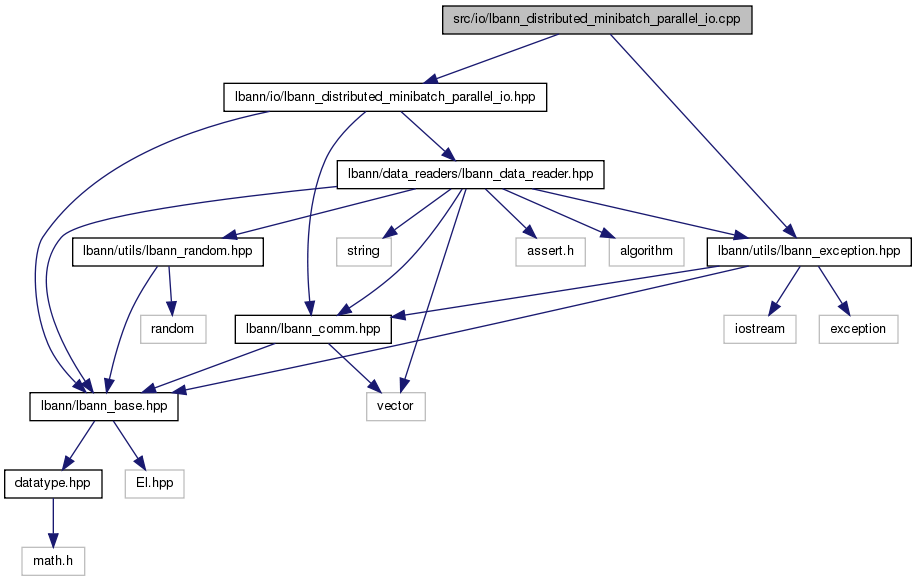 src/io/lbann_distributed_minibatch_parallel_io.cpp
lbann/io/lbann_distributed_minibatch_parallel_io.hpp
lbann/data_readers/lbann_data_reader.hpp
lbann/utils/lbann_random.hpp
string
assert.h
algorithm
lbann/utils/lbann_exception.hpp
random
lbann/lbann_comm.hpp
iostream
exception
lbann/lbann_base.hpp
vector
datatype.hpp
El.hpp
math.h